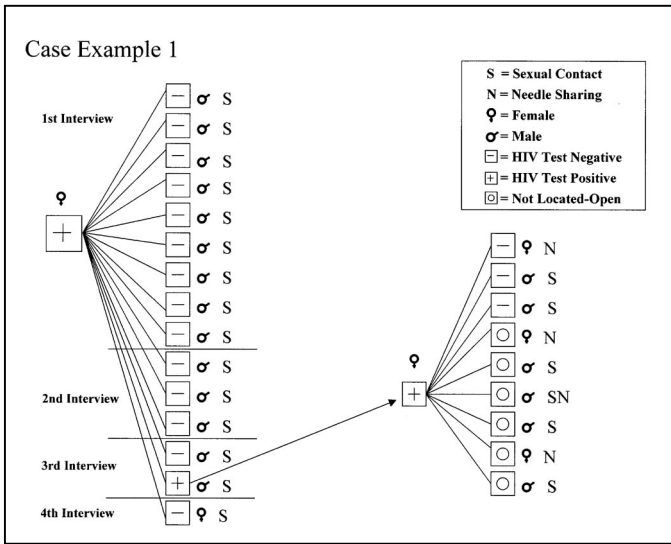 Case Example 1
S = Sexual Contact
N = Needle Sharing
♀ = Female
♂ = Male
− = HIV Test Negative
+ = HIV Test Positive
○ = Not Located-Open
1st Interview
♀
+
− ♂ S
− ♂ S
− ♂ S
− ♂ S
− ♂ S
− ♂ S
− ♂ S
− ♂ S
− ♂ S
2nd Interview
− ♂ S
− ♂ S
− ♂ S
3rd Interview
− ♂ S
+ ♂ S
4th Interview
− ♀ S
♀
+
− ♀ N
− ♂ S
− ♂ S
○ ♀ N
○ ♂ S
○ ♂ SN
○ ♂ S
○ ♀ N
○ ♂ S